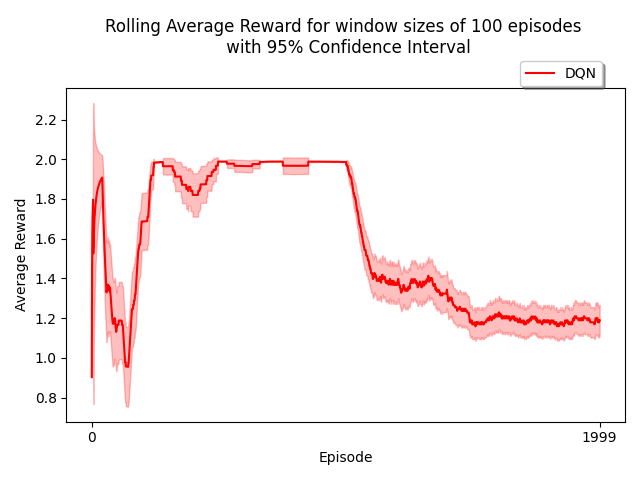 Rolling Average Reward for window sizes of 100 episodes
with 95% Confidence Interval
DQN
2.2
2.0
1.8
1.6
1.4
1.2
1.0
0.8
Average Reward
0
1999
Episode